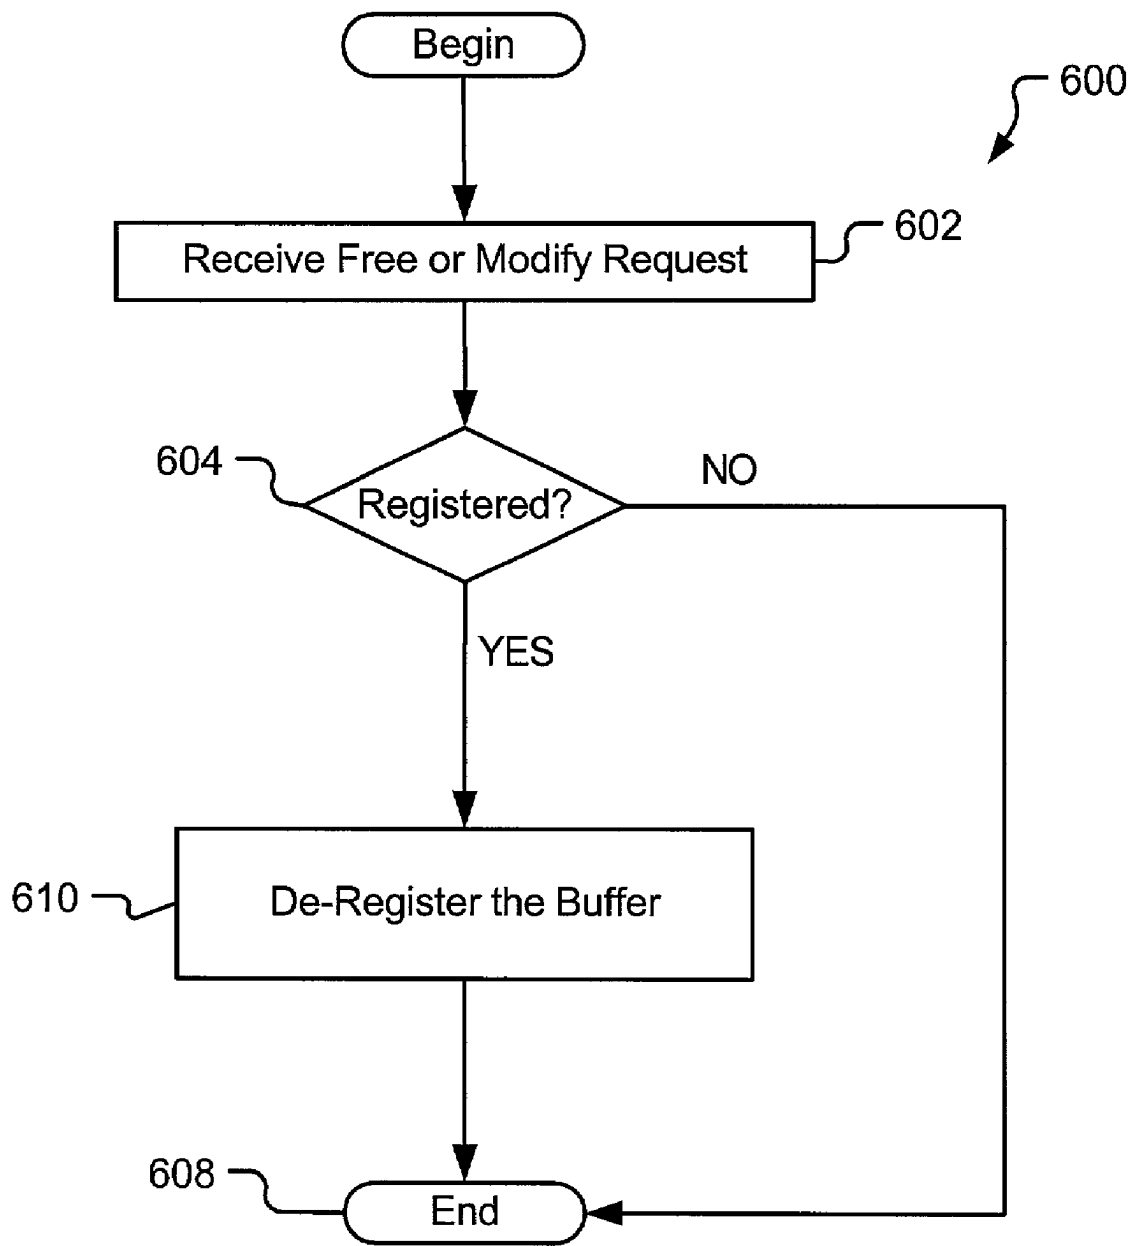 Begin
600
602
Receive Free or Modify Request
604
Registered?
NO
YES
610
De-Register the Buffer
608
End